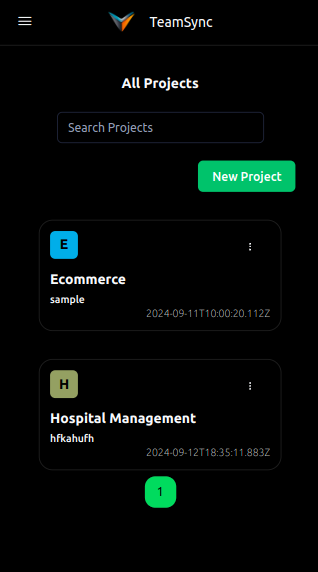 TeamSync
All Projects
Search Projects
New Project
E
Ecommerce
sample
2024-09-11T10:00:20.112Z
H
Hospital Management
hfkahufh
2024-09-12T18:35:11.883Z
1